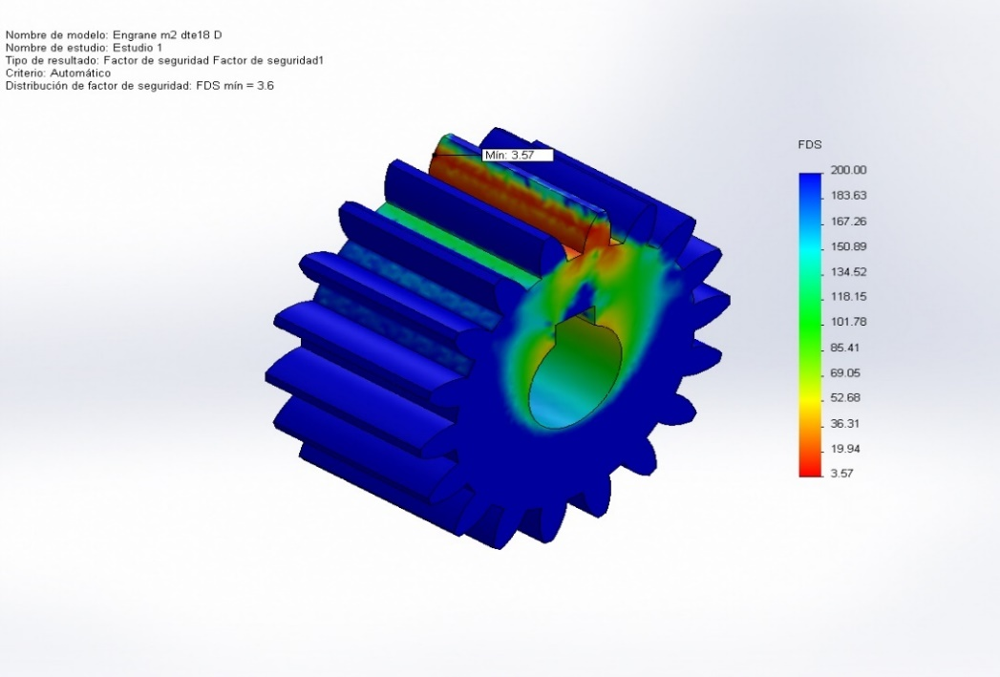 Nombre de modelo: Engrane m2 dte18 D
Nombre de estudio: Estudio 1
Tipo de resultado: Factor de seguridad Factor de seguridad1
Criterio: Automático
Distribución de factor de seguridad: FDS mín = 3.6
Mín: 3.57
FDS
200.00
183.63
167.26
150.89
134.52
118.15
101.78
85.41
69.05
52.68
36.31
19.94
3.57